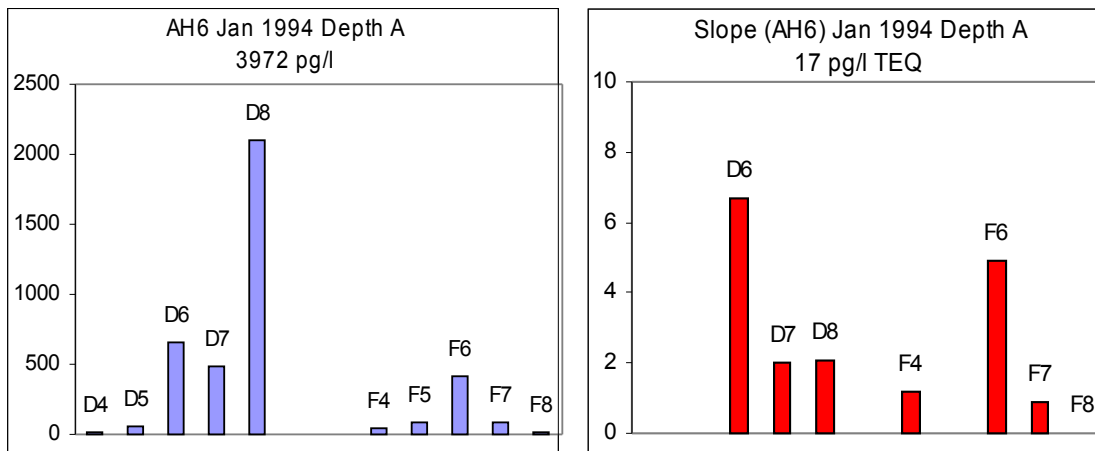 AH6 Jan 1994 Depth A
3972 pg/l
2500
2000
1500
1000
500
0
D4
D5
D6
D7
D8
F4
F5
F6
F7
F8
Slope (AH6) Jan 1994 Depth A
17 pg/l TEQ
10
8
6
4
2
0
D6
D7
D8
F4
F6
F7
F8